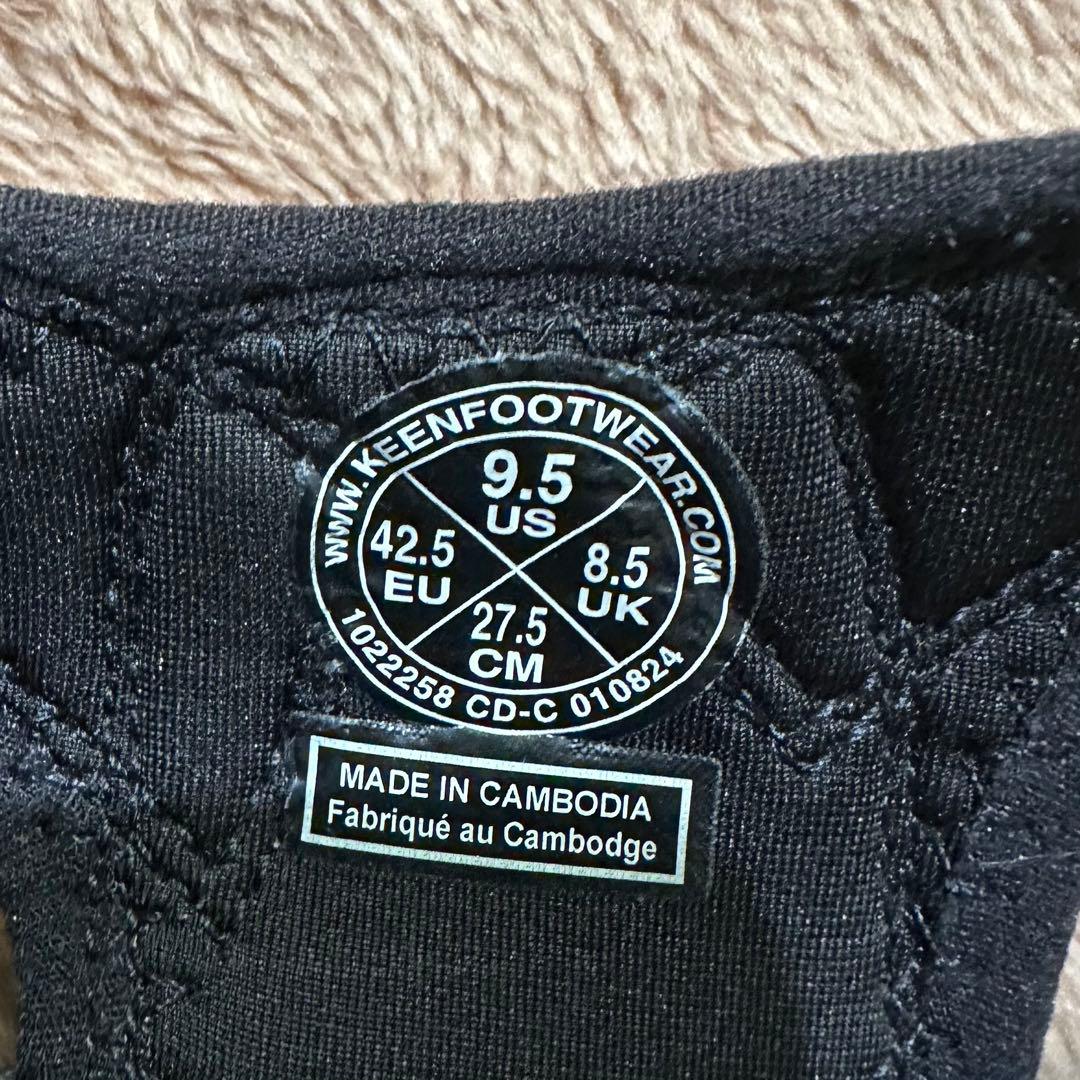 WWW.KEENFOOTWEAR.COM
9.5
US
42.5
EU
8.5
UK
27.5
CM
1022258 CD-C 010824
MADE IN CAMBODIA
Fabriqué au Cambodge